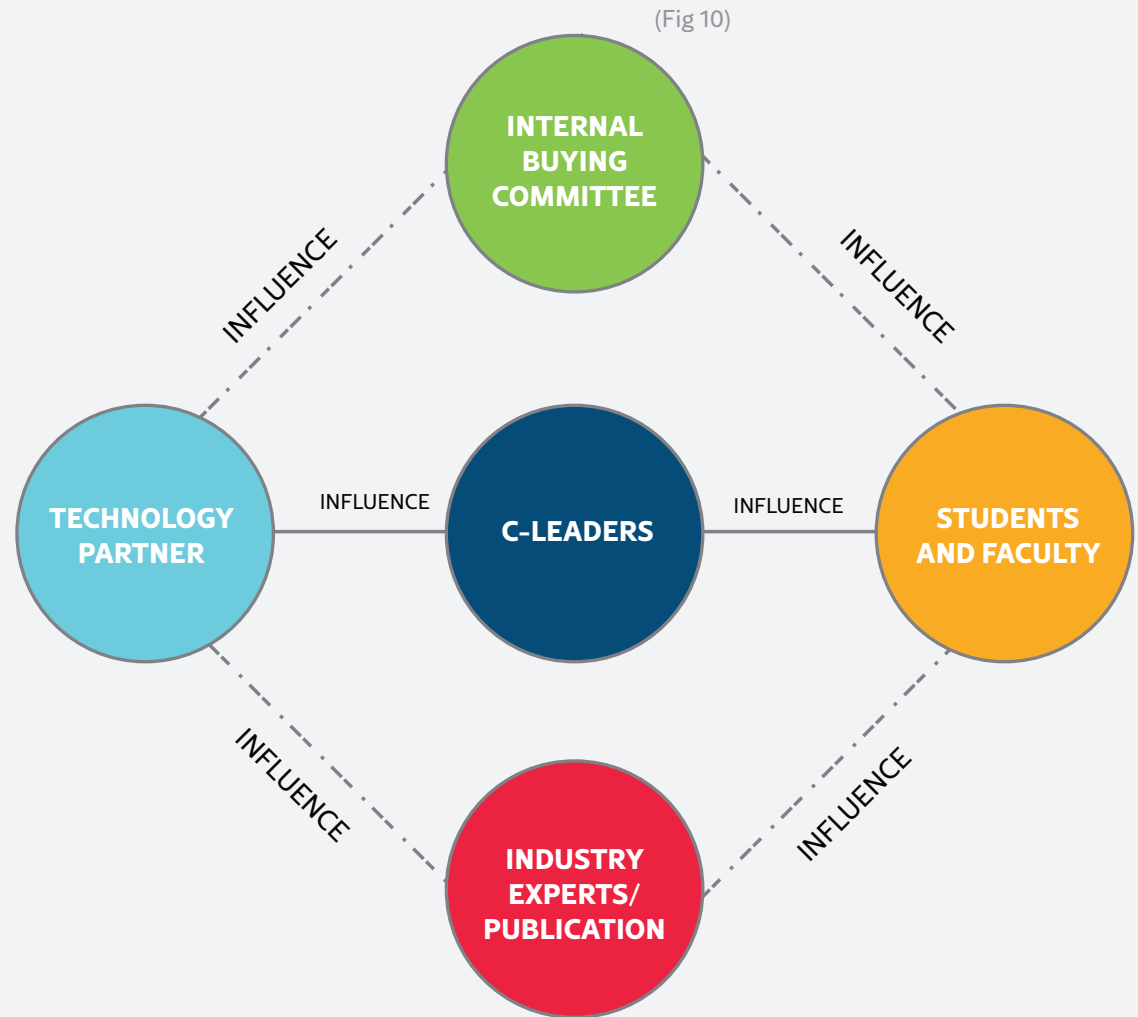 (Fig 10)
INTERNAL
BUYING
COMMITTEE
INFLUENCE
INFLUENCE
TECHNOLOGY
PARTNER
INFLUENCE
C-LEADERS
INFLUENCE
STUDENTS
AND FACULTY
INFLUENCE
INFLUENCE
INDUSTRY
EXPERTS/
PUBLICATION